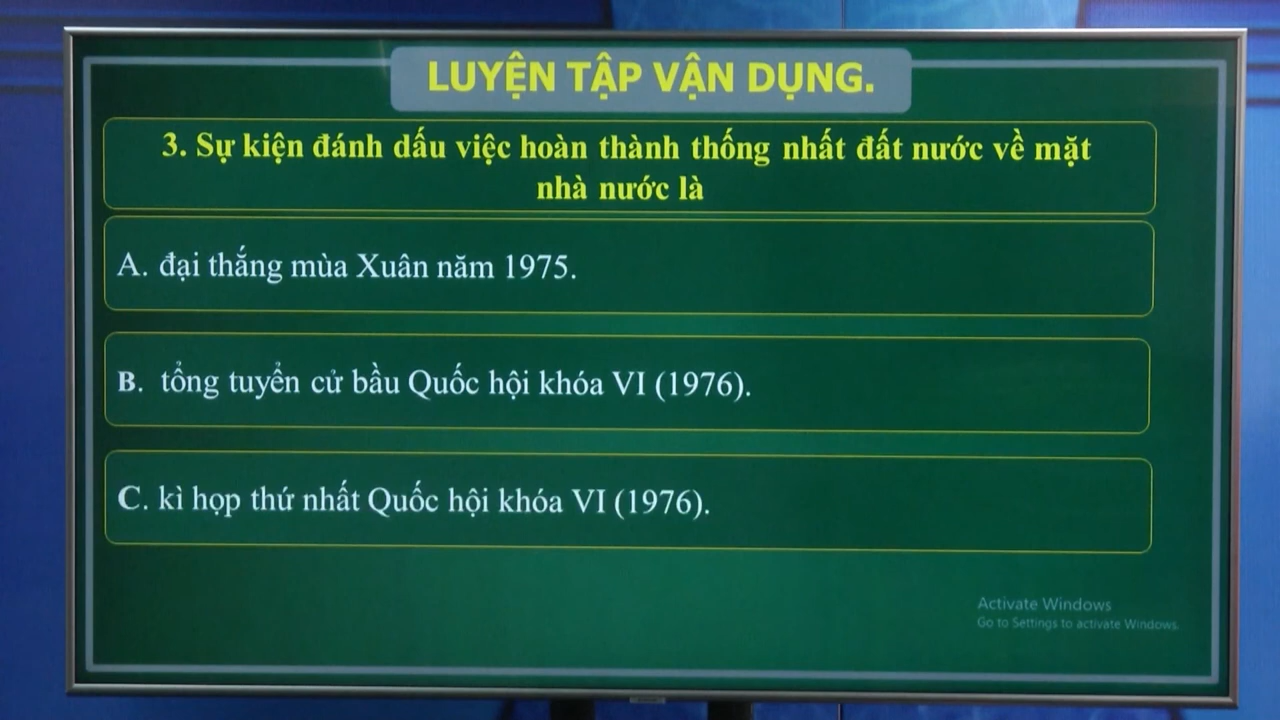 LUYỆN TẬP VẬN DỤNG.
3. Sự kiện đánh dấu việc hoàn thành thống nhất đất nước về mặt
nhà nước là
A. đại thắng mùa Xuân năm 1975.
B. tổng tuyển cử bầu Quốc hội khóa VI (1976).
C. kì họp thứ nhất Quốc hội khóa VI (1976).
Activate Windows
Go to Settings to activate Windows.